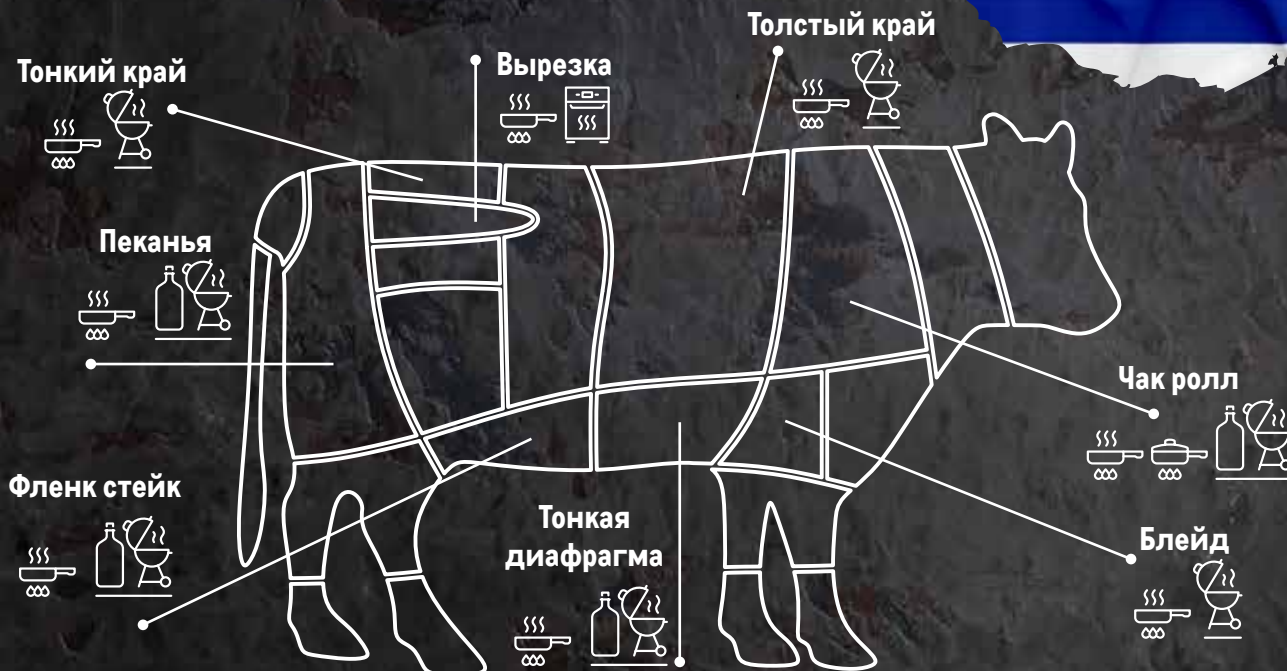 Толстый край
Тонкий край
Вырезка
Пеканья
Чак ролл
Фленк стейк
Тонкая
диафрагма
Блейд